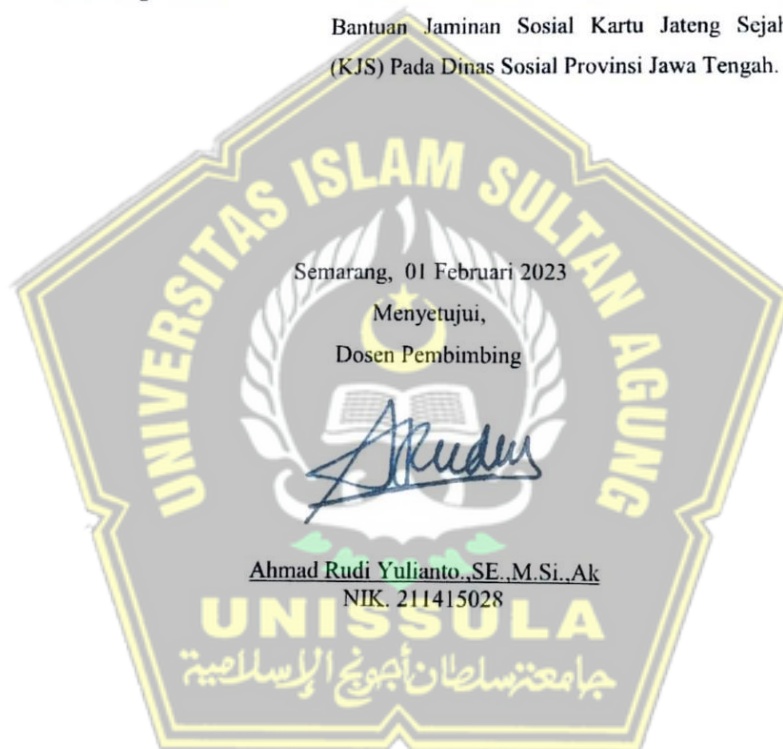 Bantuan Jaminan Sosial Kartu Jateng Sejah
(KJS) Pada Dinas Sosial Provinsi Jawa Tengah.
UNIVERSITAS ISLAM SULTAN AGUNG
Semarang, 01 Februari 2023
Menyetujui,
Dosen Pembimbing
Ahmad Rudi Yulianto.,SE.,M.Si.,Ak
NIK. 211415028
UNISSULA
جامعة سلطان أجونج الإسلامية